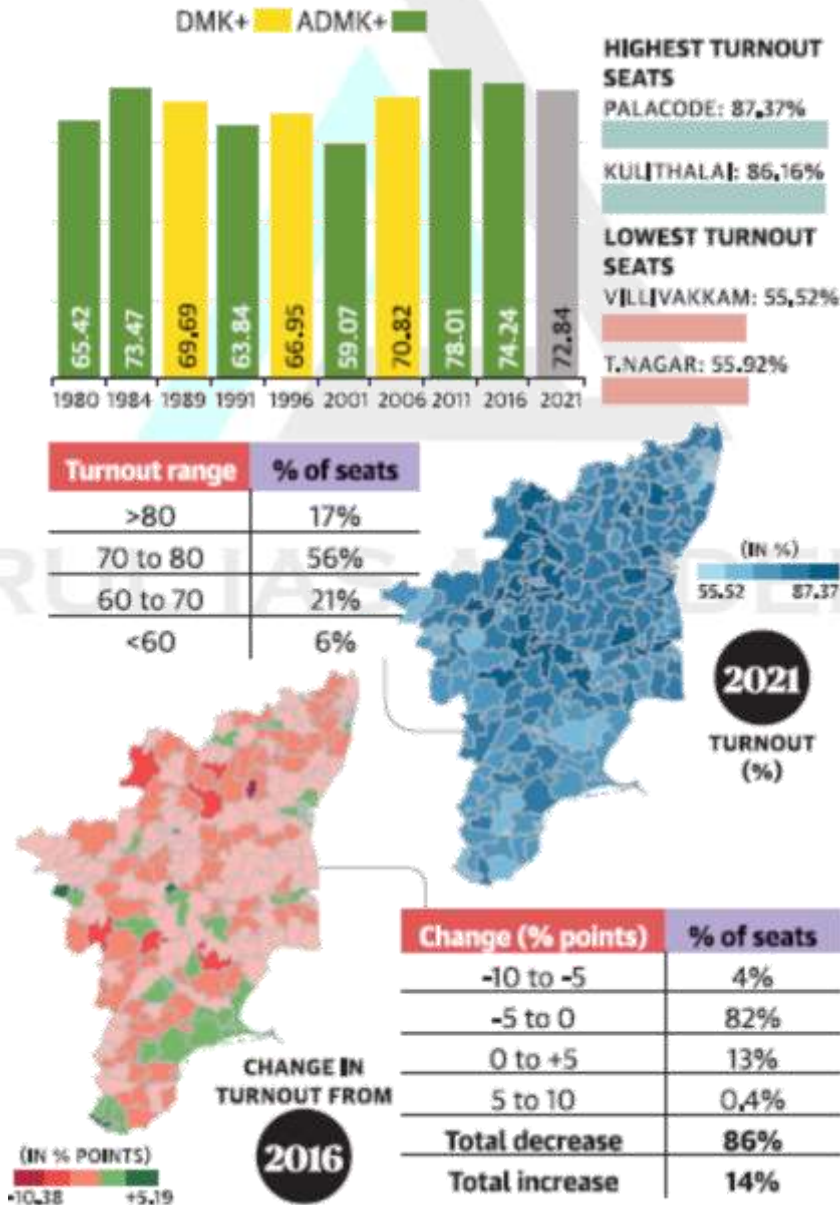 DMK+ ADMK+
65.42 73.47 69.69 63.84 66.95 59.07 70.82 78.01 74.24 72.84
1980 1984 1989 1991 1996 2001 2006 2011 2016 2021
HIGHEST TURNOUT
SEATS
PALACODE: 87.37%
KULITHALAI: 86.16%
LOWEST TURNOUT
SEATS
VILLIVAKKAM: 55.52%
T.NAGAR: 55.92%
Turnout range % of seats
>80 17%
70 to 80 56%
60 to 70 21%
<60 6%
(IN %)
55.52 87.37
2021
TURNOUT
(%)
Change (% points) % of seats
-10 to -5 4%
-5 to 0 82%
0 to +5 13%
5 to 10 0.4%
Total decrease 86%
Total increase 14%
CHANGE IN
TURNOUT FROM
2016
(IN % POINTS)
-10.38 +5.19